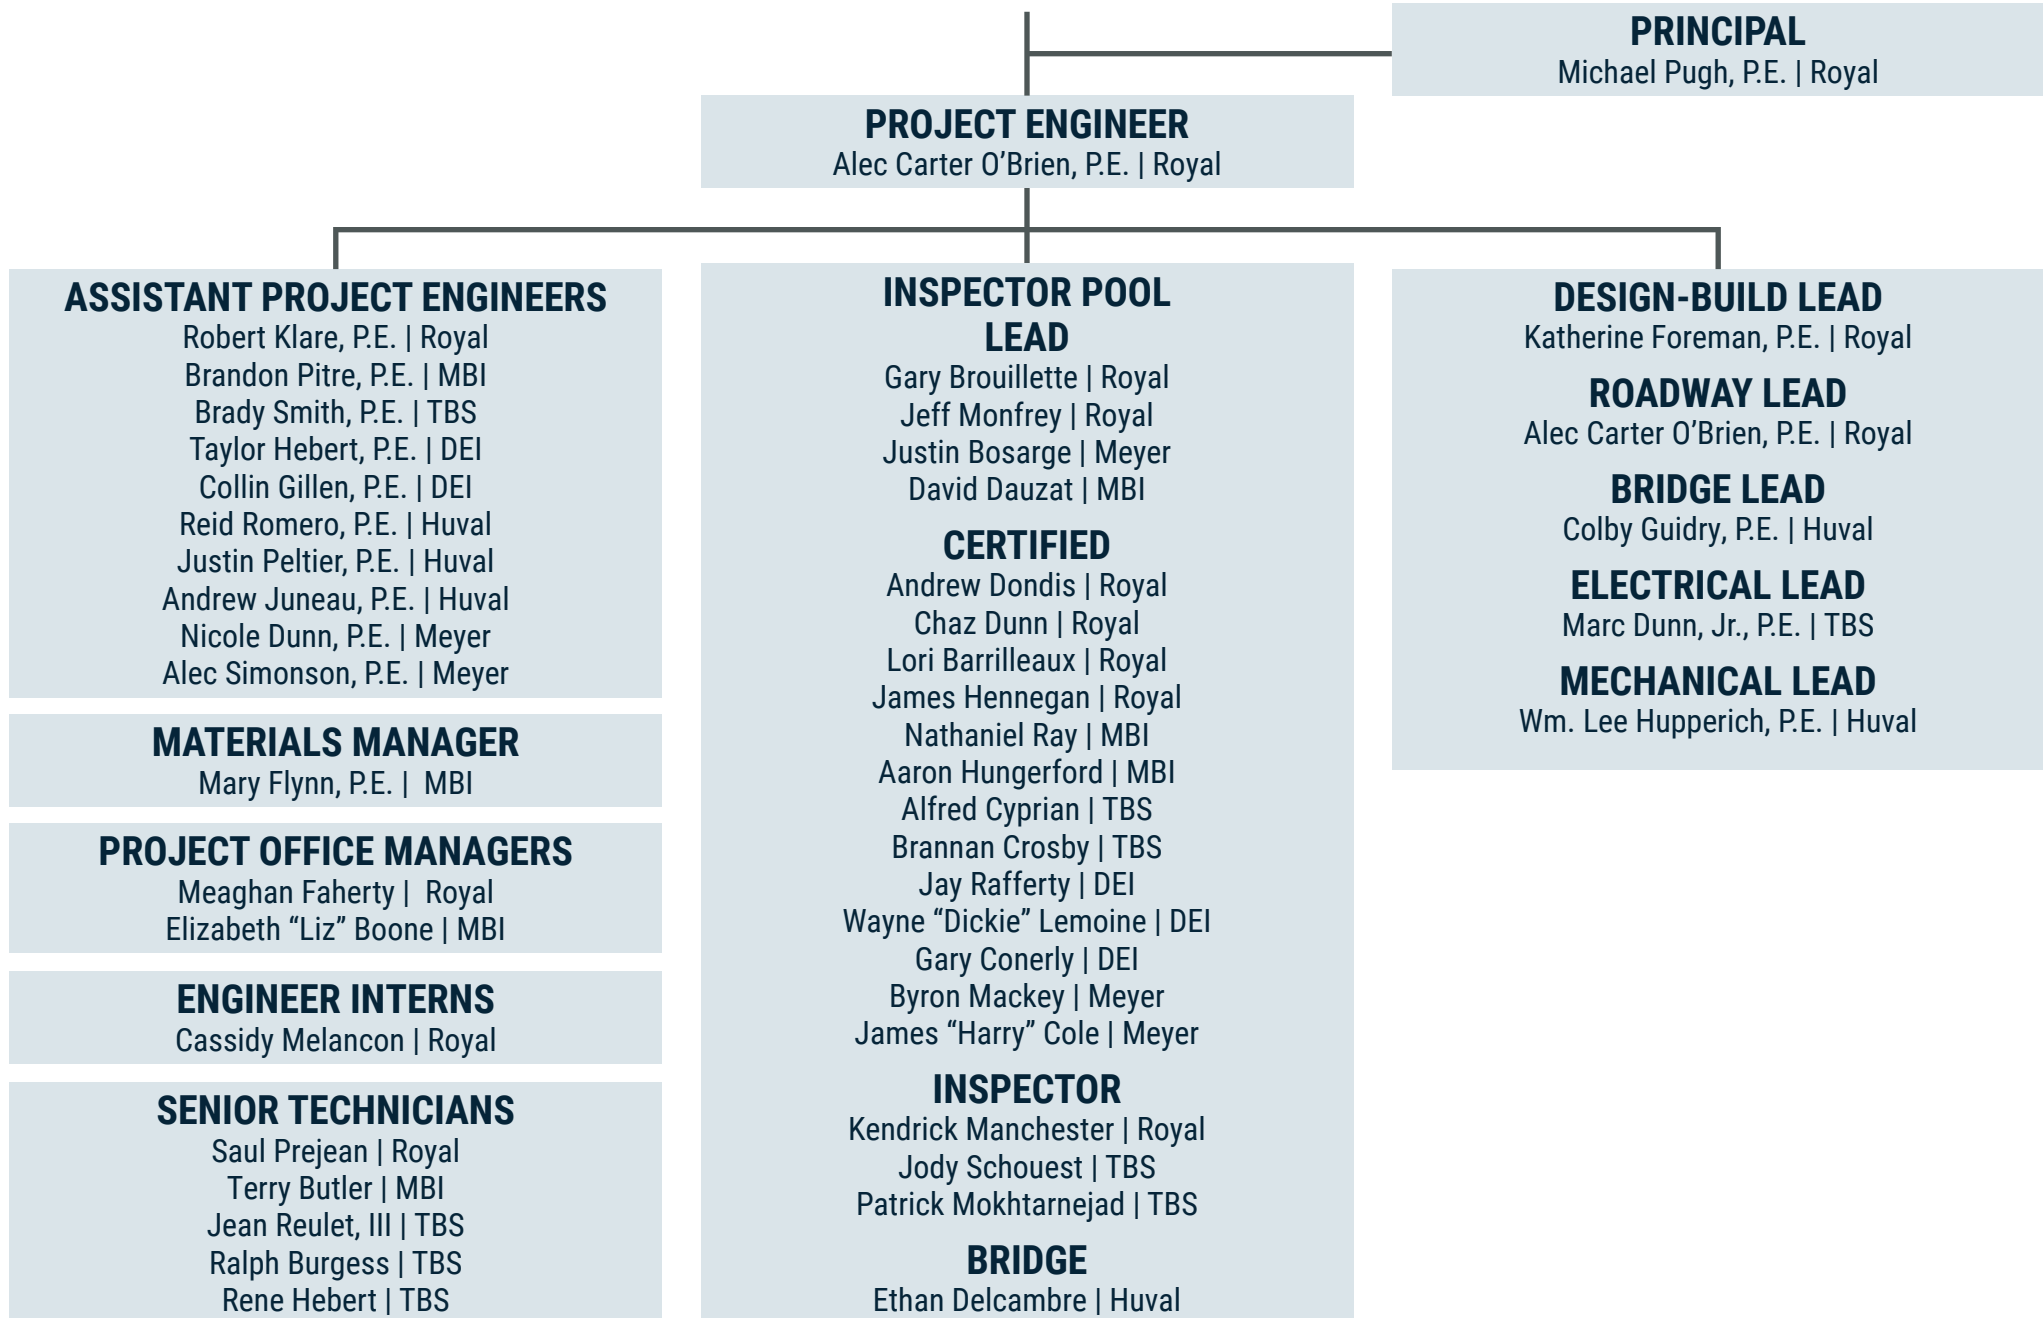 PRINCIPAL
Michael Pugh, P.E. | Royal
PROJECT ENGINEER
Alec Carter O’Brien, P.E. | Royal
ASSISTANT PROJECT ENGINEERS
Robert Klare, P.E. | Royal
Brandon Pitre, P.E. | MBI
Brady Smith, P.E. | TBS
Taylor Hebert, P.E. | DEI
Collin Gillen, P.E. | DEI
Reid Romero, P.E. | Huval
Justin Peltier, P.E. | Huval
Andrew Juneau, P.E. | Huval
Nicole Dunn, P.E. | Meyer
Alec Simonson, P.E. | Meyer
MATERIALS MANAGER
Mary Flynn, P.E. | MBI
PROJECT OFFICE MANAGERS
Meaghan Faherty | Royal
Elizabeth “Liz” Boone | MBI
ENGINEER INTERNS
Cassidy Melancon | Royal
SENIOR TECHNICIANS
Saul Prejean | Royal
Terry Butler | MBI
Jean Reulet, III | TBS
Ralph Burgess | TBS
Rene Hebert | TBS
INSPECTOR POOL
LEAD
Gary Brouillette | Royal
Jeff Monfrey | Royal
Justin Bosarge | Meyer
David Dauzat | MBI
CERTIFIED
Andrew Dondis | Royal
Chaz Dunn | Royal
Lori Barrilleaux | Royal
James Hennegan | Royal
Nathaniel Ray | MBI
Aaron Hungerford | MBI
Alfred Cyprian | TBS
Brannan Crosby | TBS
Jay Rafferty | DEI
Wayne “Dickie” Lemoine | DEI
Gary Conerly | DEI
Byron Mackey | Meyer
James “Harry” Cole | Meyer
INSPECTOR
Kendrick Manchester | Royal
Jody Schouest | TBS
Patrick Mokhtarnejad | TBS
BRIDGE
Ethan Delcambre | Huval
DESIGN-BUILD LEAD
Katherine Foreman, P.E. | Royal
ROADWAY LEAD
Alec Carter O’Brien, P.E. | Royal
BRIDGE LEAD
Colby Guidry, P.E. | Huval
ELECTRICAL LEAD
Marc Dunn, Jr., P.E. | TBS
MECHANICAL LEAD
Wm. Lee Hupperich, P.E. | Huval